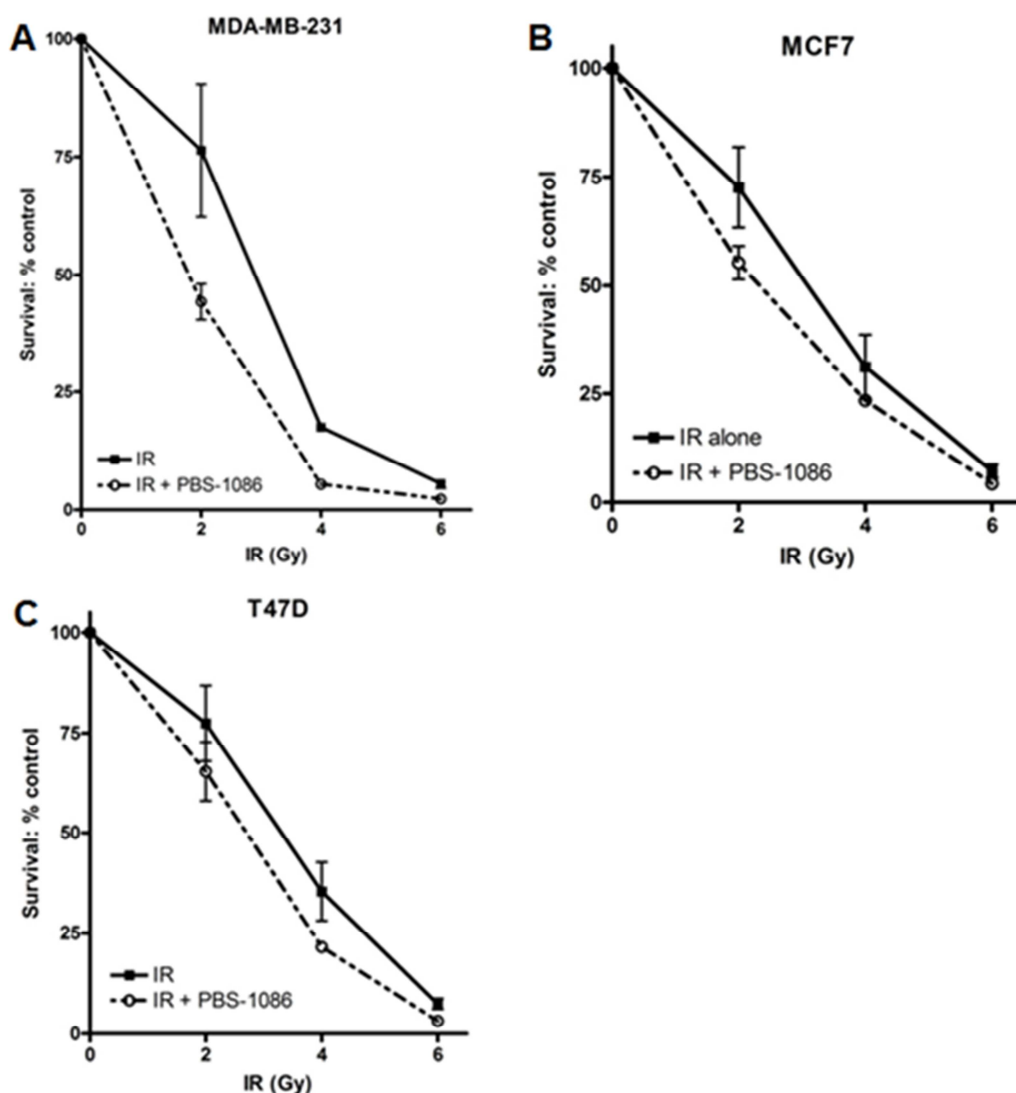 A
MDA-MB-231
100
75
50
25
0
Survival: % control
IR
IR + PBS-1086
0 2 4 6
IR (Gy)
B
MCF7
100
75
50
25
0
Survival: % control
IR alone
IR + PBS-1086
0 2 4 6
IR (Gy)
C
T47D
100
75
50
25
0
Survival: % control
IR
IR + PBS-1086
0 2 4 6
IR (Gy)